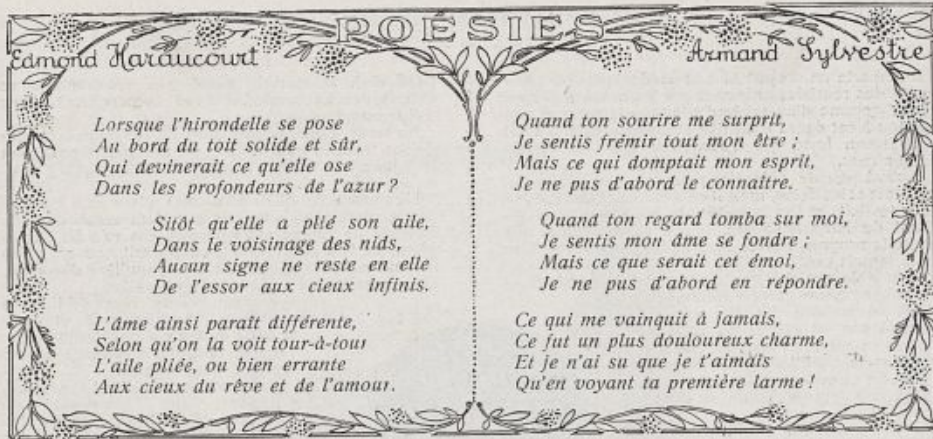 POÉSIES
Edmond Haraucourt
Lorsque l'hirondelle se pose
Au bord du toit solide et sûr,
Qui devinerait ce qu'elle ose
Dans les profondeurs de l'azur ?
Sitôt qu'elle a plié son aile,
Dans le voisinage des nids,
Aucun signe ne reste en elle
De l'essor aux cieux infinis.
L'âme ainsi paraît différente,
Selon qu'on la voit tour-à-tour
L'aile pliée, ou bien errante
Aux cieux du rêve et de l'amour.
Armand Sylvestre
Quand ton sourire me surprit,
Je sentis frémir tout mon être ;
Mais ce qui domptait mon esprit,
Je ne pus d'abord le connaître.
Quand ton regard tomba sur moi,
Je sentis mon âme se fondre ;
Mais ce que serait cet émoi,
Je ne pus d'abord en répondre.
Ce qui me vainquit à jamais,
Ce fut un plus douloureux charme,
Et je n'ai su que je t'aimais
Qu'en voyant ta première larme !